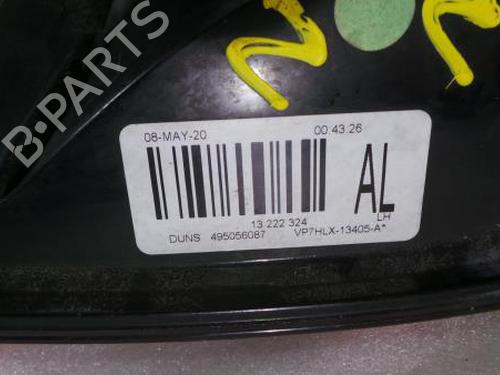 B-PARTS
08-MAY-20 00:43:26
AL
LH
13 222 324
DUNS 495056087 VP7HLX-13405-A*